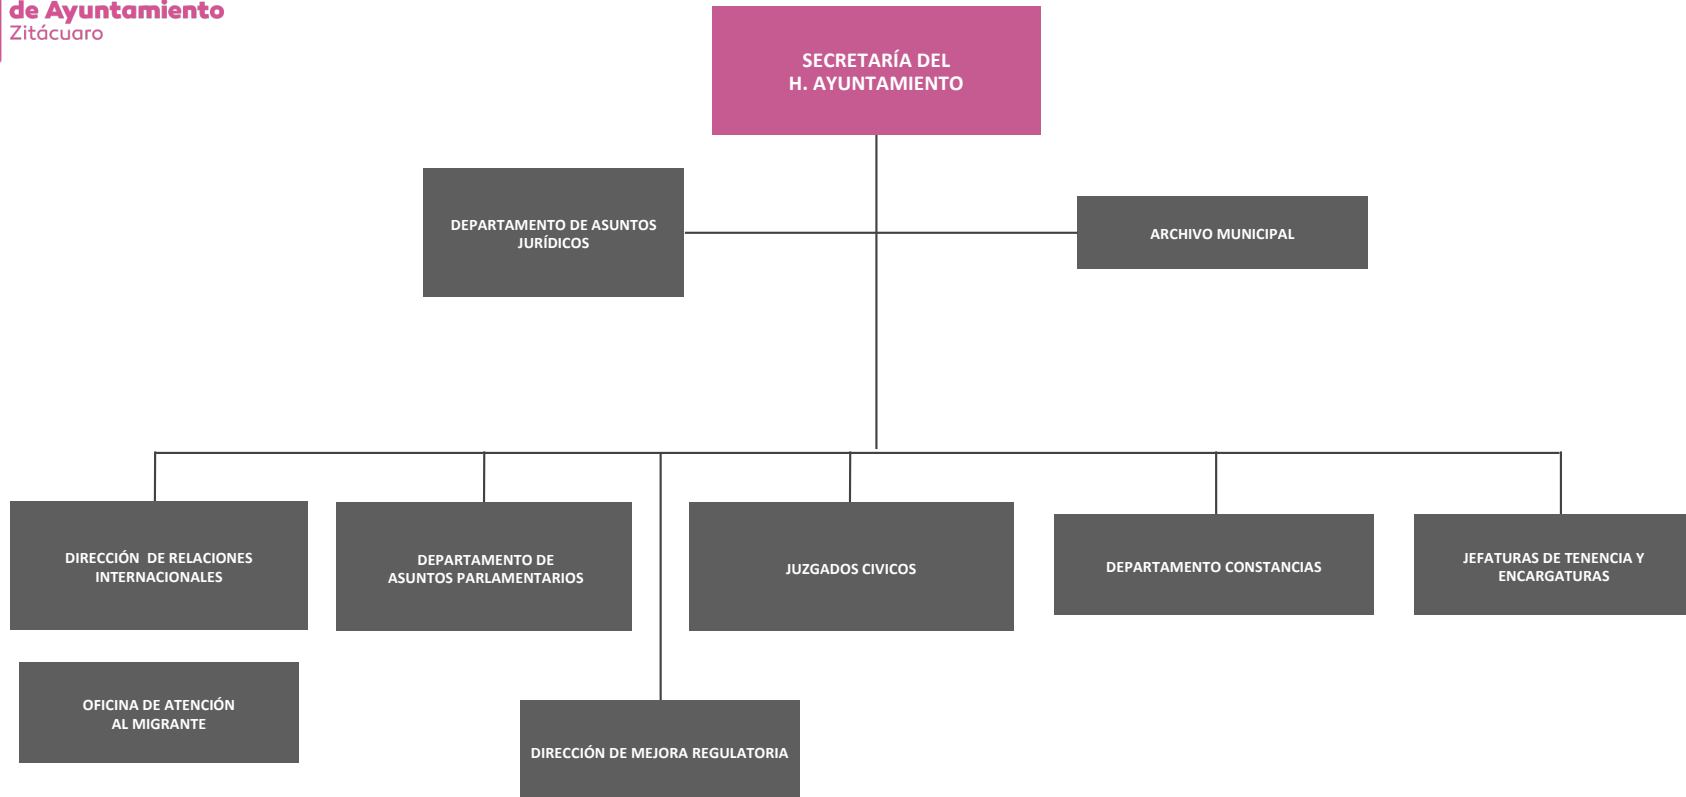 de Ayuntamiento
Zitácuaro
SECRETARÍA DEL
H. AYUNTAMIENTO
DEPARTAMENTO DE ASUNTOS
JURÍDICOS
ARCHIVO MUNICIPAL
DIRECCIÓN DE RELACIONES
INTERNACIONALES
DEPARTAMENTO DE
ASUNTOS PARLAMENTARIOS
JUZGADOS CIVICOS
DEPARTAMENTO CONSTANCIAS
JEFATURAS DE TENENCIA Y
ENCARGATURAS
OFICINA DE ATENCIÓN
AL MIGRANTE
DIRECCIÓN DE MEJORA REGULATORIA